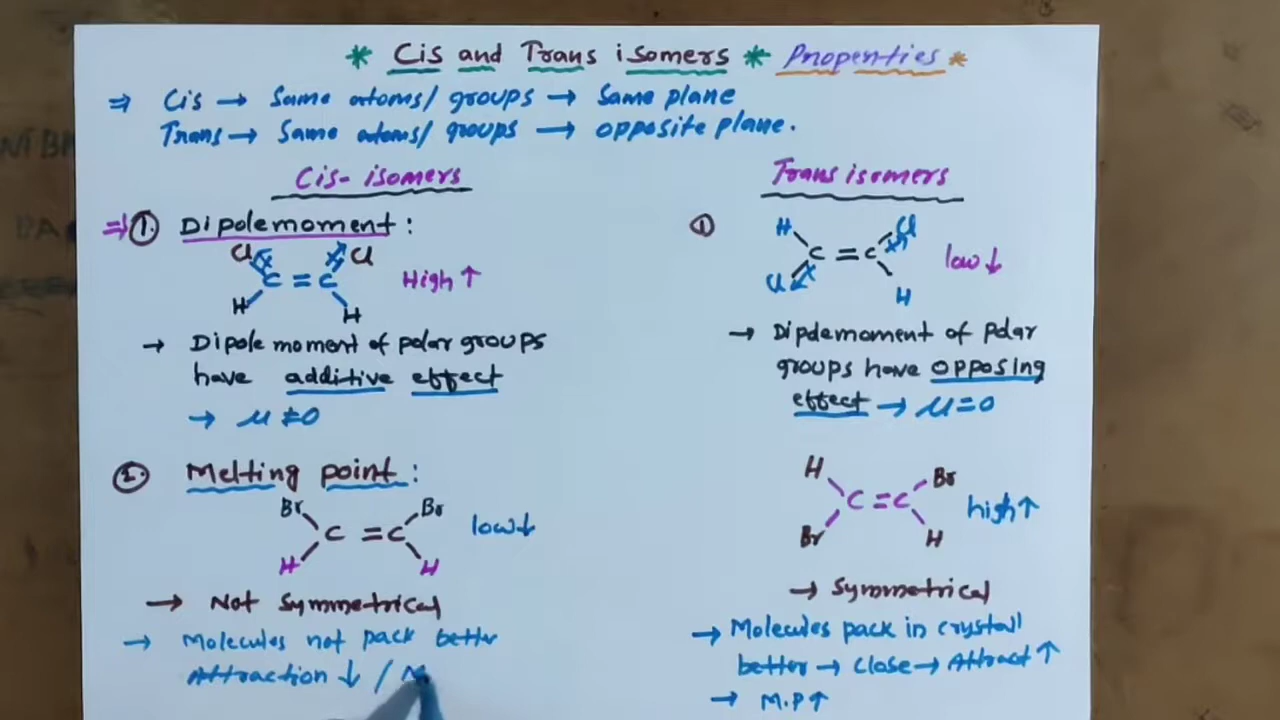 * Cis and Trans isomers * Properties *
⇒ Cis → Same atoms/ groups → Same plane
Trans → Same atoms/ groups → opposite plane.
Cis- isomers
⇒ 1. Dipolemoment :
Cl Cl
C = C High ↑
H H
→ Dipole moment of polar groups
have additive effect
→ μ ≠ 0
2. Melting point :
Br Br
C = C low ↓
H H
→ Not Symmetrical
→ Molecules not pack better
Attraction ↓ / M
Trans isomers
1
H Cl
C = C low ↓
Cl H
→ Dipolemoment of polar
groups have opposing
effect → μ = 0
H Br
C = C high ↑
Br H
→ Symmetrical
→ Molecules pack in crystall
better → Close → Attract ↑
→ M.P ↑